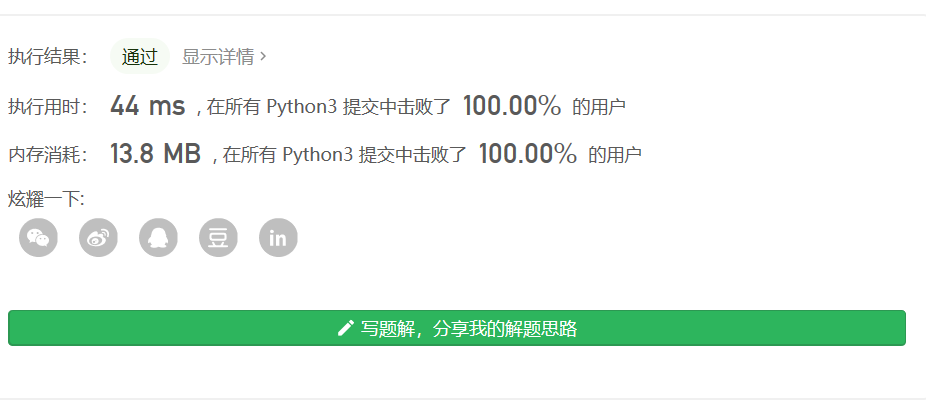 执行结果： 通过 显示详情 >
执行用时： 44 ms , 在所有 Python3 提交中击败了 100.00% 的用户
内存消耗： 13.8 MB , 在所有 Python3 提交中击败了 100.00% 的用户
炫耀一下:
豆 in
写题解，分享我的解题思路